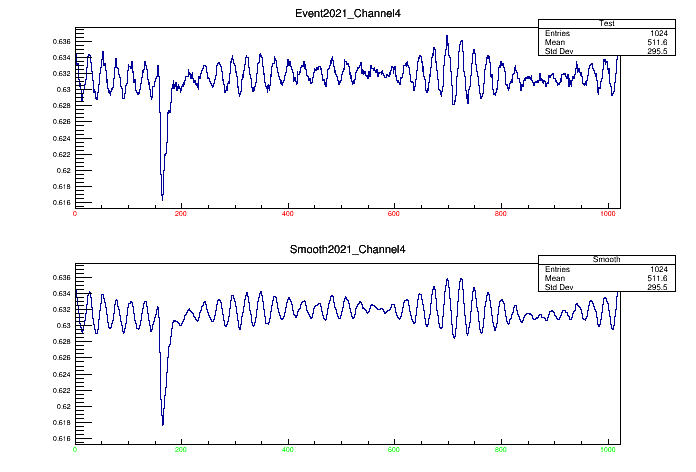 Event2021_Channel4
Test
Entries 1024
Mean 511.6
Std Dev 295.5
0.636
0.634
0.632
0.63
0.628
0.626
0.624
0.622
0.62
0.618
0.616
0 200 400 600 800 1000
Smooth2021_Channel4
Smooth
Entries 1024
Mean 511.6
Std Dev 295.5
0.636
0.634
0.632
0.63
0.628
0.626
0.624
0.622
0.62
0.618
0.616
0 200 400 600 800 1000